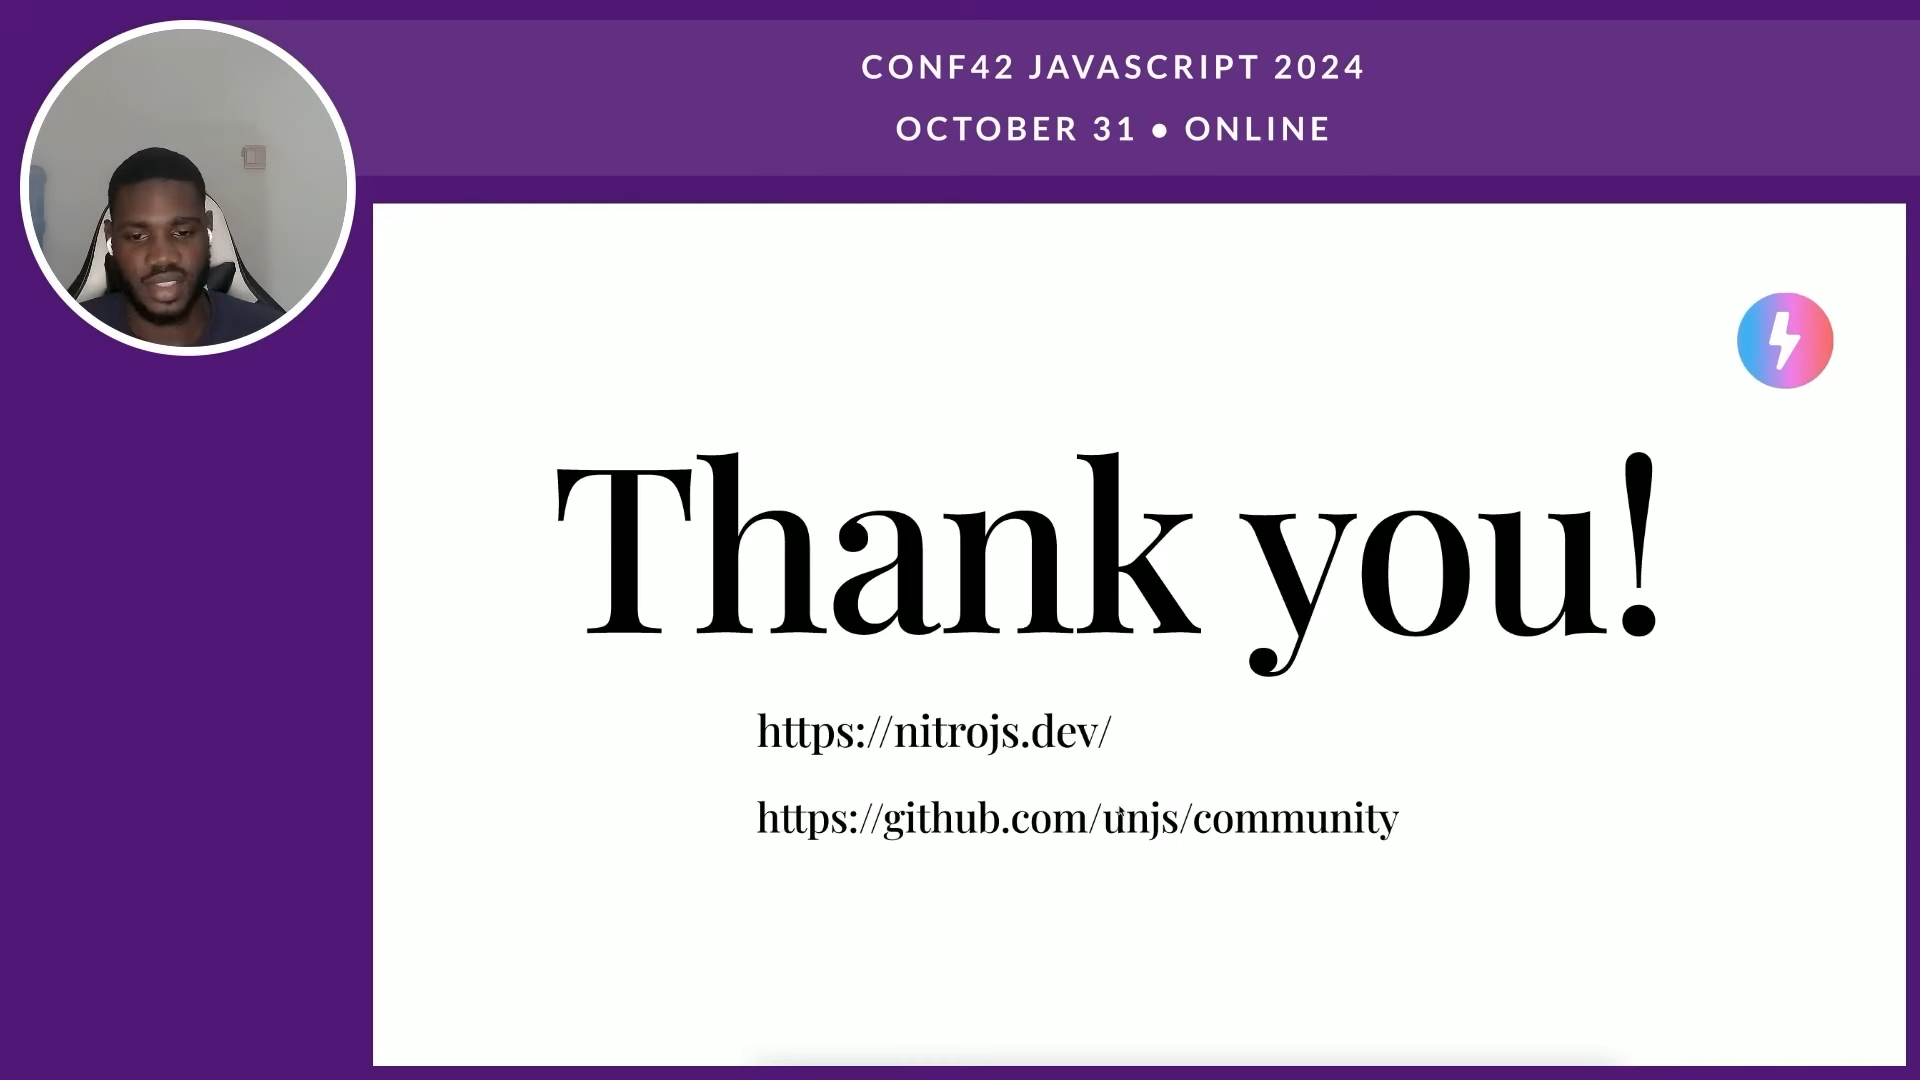 CONF42 JAVASCRIPT 2024
OCTOBER 31 • ONLINE
Thank you!
https://nitrojs.dev/
https://github.com/unjs/community